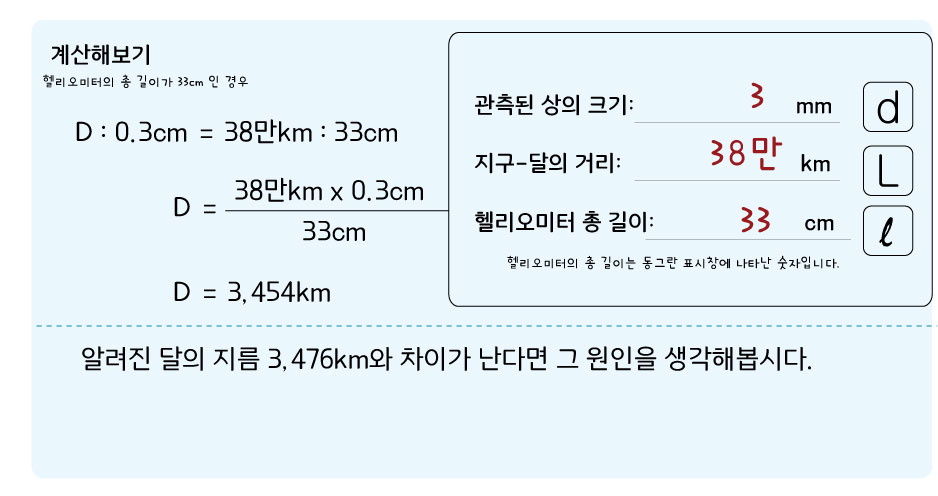 계산해보기
헬리오미터의 총 길이가 33cm 인 경우
D : 0.3cm = 38만km : 33cm
D = 38만km x 0.3cm
33cm
D = 3,454km
관측된 상의 크기: 3 mm d
지구-달의 거리: 38만 km L
헬리오미터 총 길이: 33 cm ℓ
헬리오미터의 총 길이는 동그란 표시창에 나타난 숫자입니다.
알려진 달의 지름 3,476km와 차이가 난다면 그 원인을 생각해봅시다.